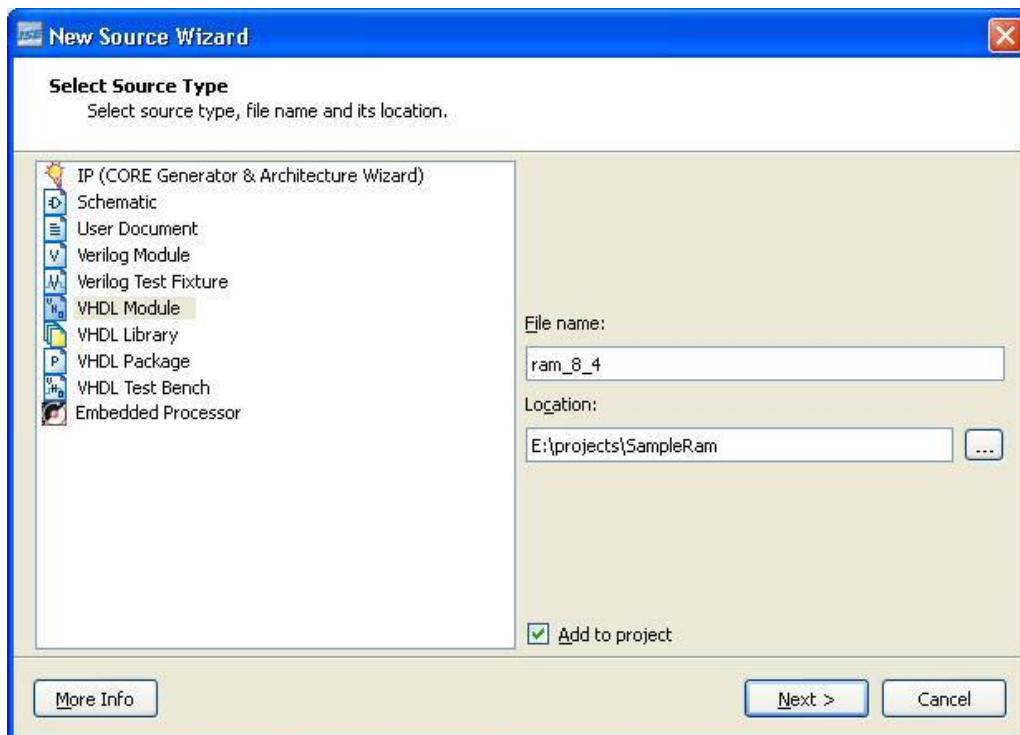 ISE New Source Wizard
Select Source Type
Select source type, file name and its location.
IP (CORE Generator & Architecture Wizard)
Schematic
User Document
Verilog Module
Verilog Test Fixture
VHDL Module
VHDL Library
VHDL Package
VHDL Test Bench
Embedded Processor
File name:
ram_8_4
Location:
E:\projects\SampleRam
...
Add to project
More Info
Next >
Cancel